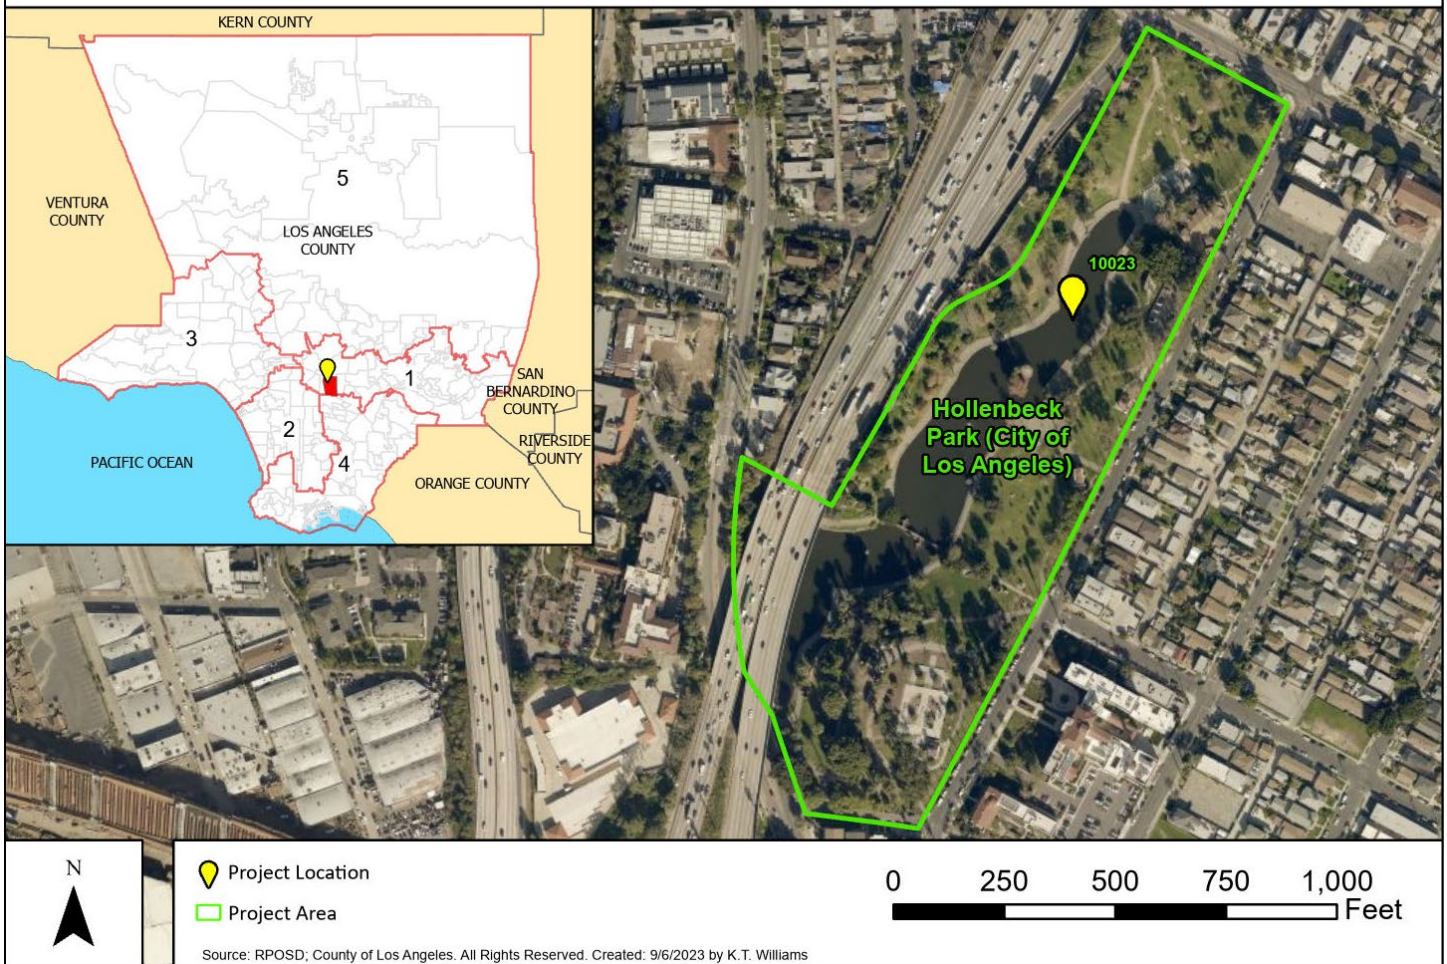 KERN COUNTY
VENTURA
COUNTY
5
LOS ANGELES
COUNTY
3
1
SAN
BERNARDINO
COUNTY
2
4
RIVERSIDE
COUNTY
PACIFIC OCEAN
ORANGE COUNTY
10023
Hollenbeck
Park (City of
Los Angeles)
N
Project Location
Project Area
0 250 500 750 1,000
Feet
Source: RPOSD; County of Los Angeles. All Rights Reserved. Created: 9/6/2023 by K.T. Williams